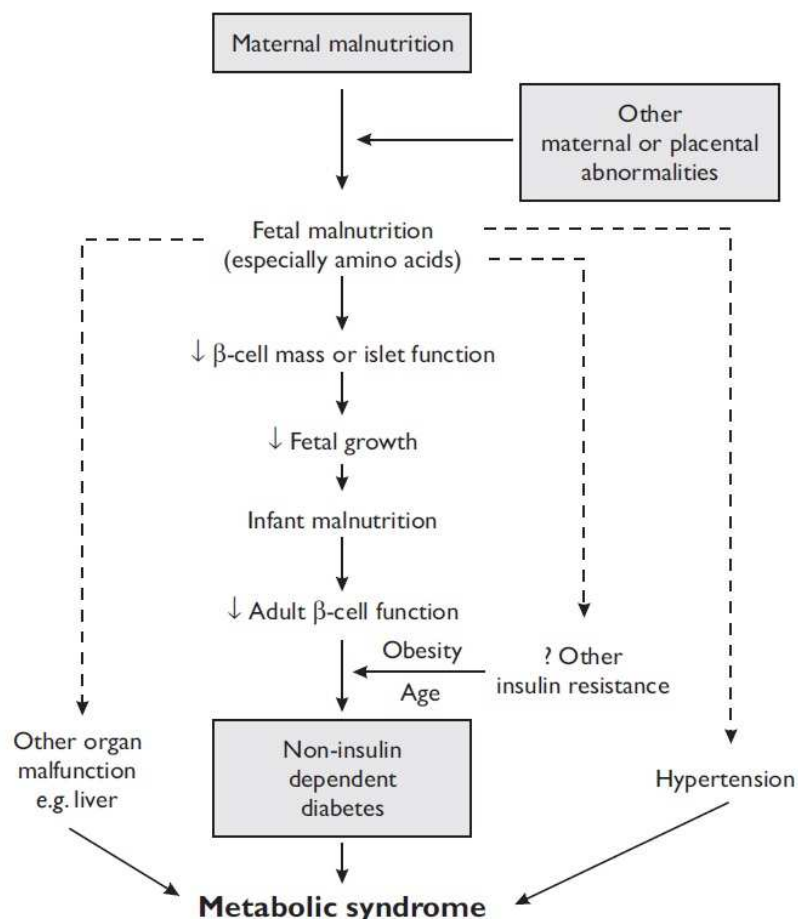 Maternal malnutrition
Other
maternal or placental
abnormalities
Fetal malnutrition
(especially amino acids)
↓ β-cell mass or islet function
↓ Fetal growth
Infant malnutrition
↓ Adult β-cell function
Obesity
Age
? Other
insulin resistance
Other organ
malfunction
e.g. liver
Non-insulin
dependent
diabetes
Hypertension
Metabolic syndrome